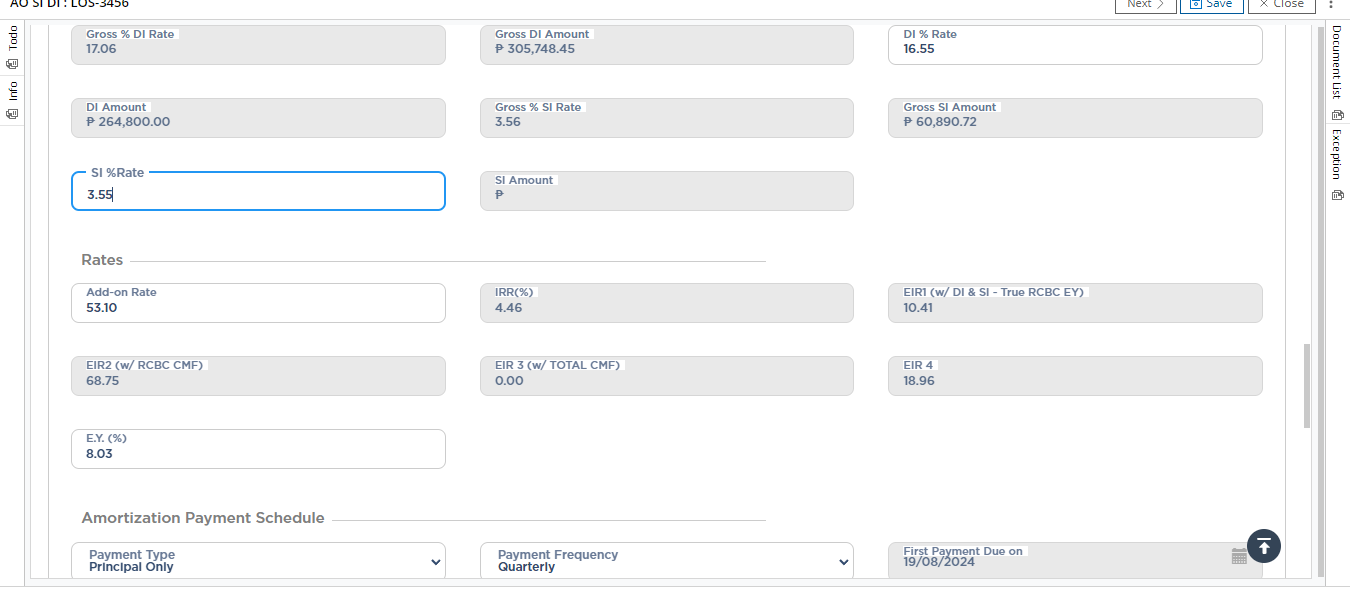 AO SI DI : LOS-3456
Next
Save
Close
Todo
Info
Document List
Exception
Gross % DI Rate
17.06
Gross DI Amount
₱ 305,748.45
DI % Rate
16.55
DI Amount
₱ 264,800.00
Gross % SI Rate
3.56
Gross SI Amount
₱ 60,890.72
SI %Rate
3.55
SI Amount
₱
Rates
Add-on Rate
53.10
IRR(%)
4.46
EIR1 (w/ DI & SI - True RCBC EY)
10.41
EIR2 (w/ RCBC CMF)
68.75
EIR 3 (w/ TOTAL CMF)
0.00
EIR 4
18.96
E.Y. (%)
8.03
Amortization Payment Schedule
Payment Type
Principal Only
Payment Frequency
Quarterly
First Payment Due on
19/08/2024